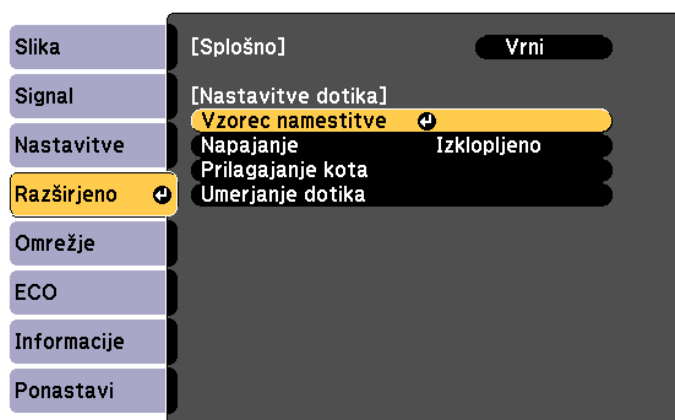 Slika
Signal
Nastavitve
Razširjeno
Omrežje
ECO
Informacije
Ponastavi
[Splošno] Vrni
[Nastavitve dotika]
Vzorec namestitve
Napajanje Izklopljeno
Prilagajanje kota
Umerjanje dotika